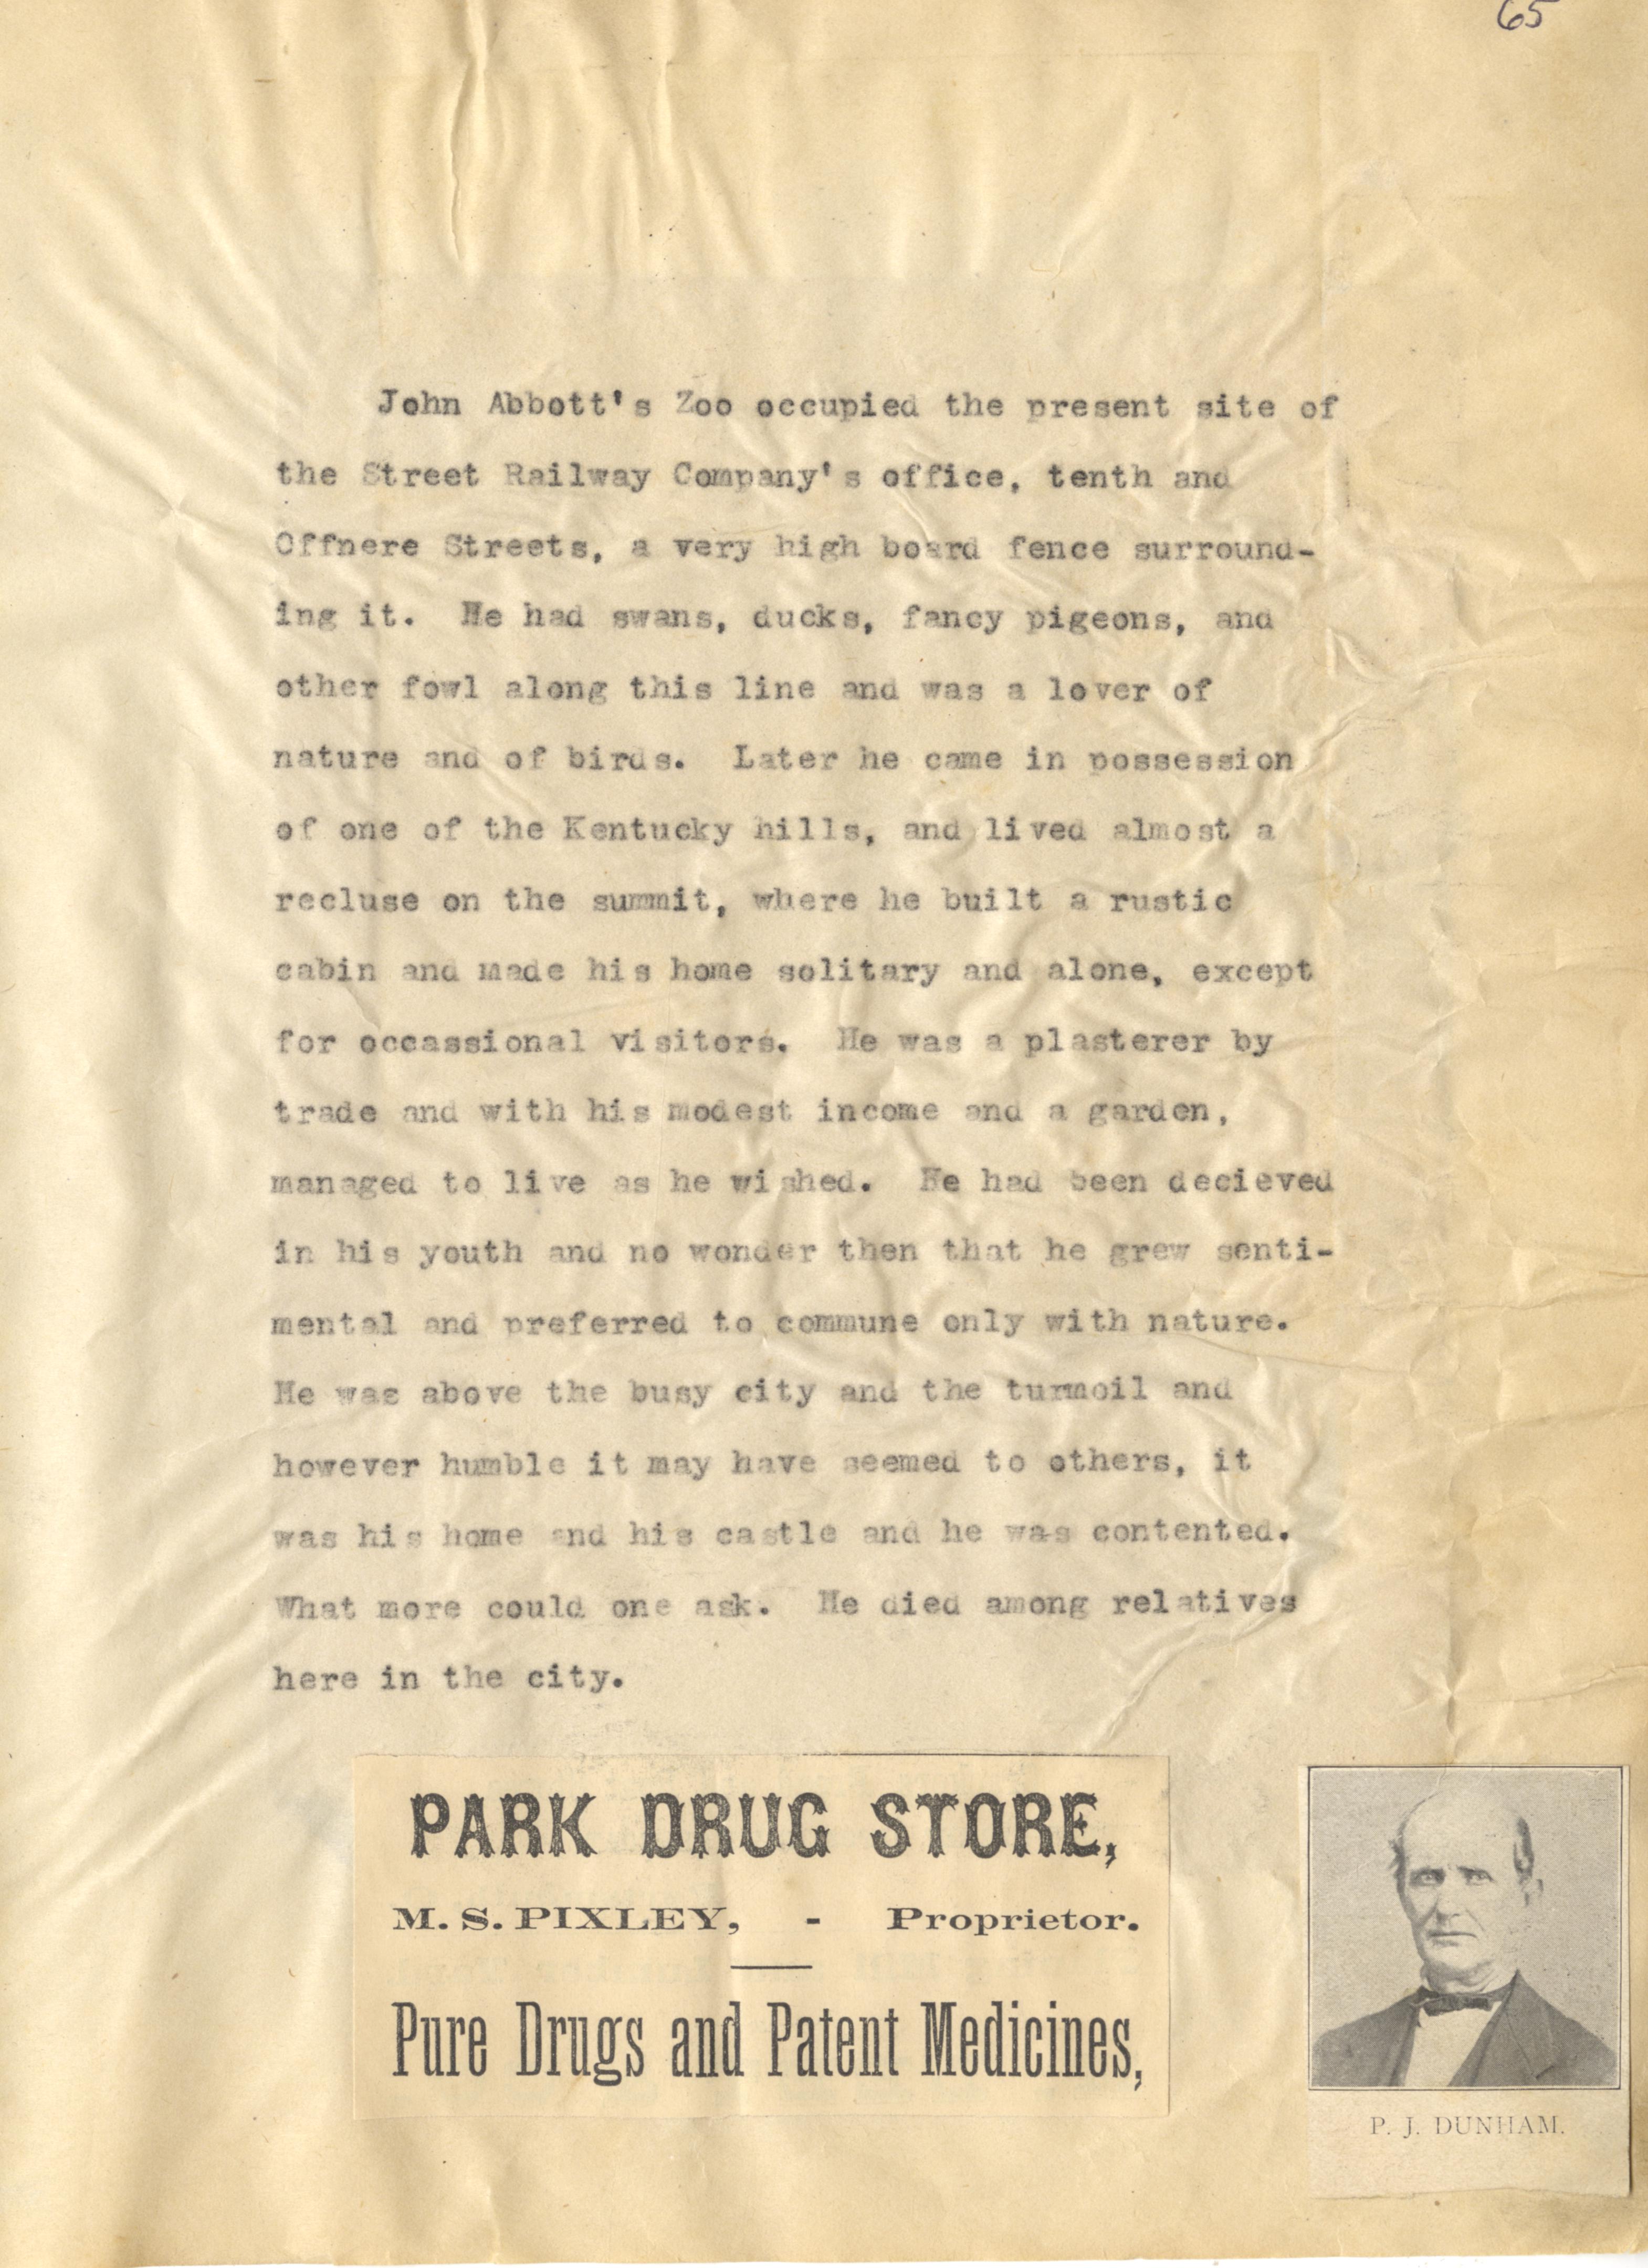 65
John Abbott's Zoo occupied the present site of
the Street Railway Company's office, tenth and
Offnere Streets, a very high board fence surround-
ing it. He had swans, ducks, fancy pigeons, and
other fowl along this line and was a lover of
nature and of birds. Later he came in possession
of one of the Kentucky hills, and lived almost a
recluse on the summit, where he built a rustic
cabin and made his home solitary and alone, except
for occassional visitors. He was a plasterer by
trade and with his modest income and a garden,
managed to live as he wished. He had been decieved
in his youth and no wonder then that he grew senti-
mental and preferred to commune only with nature.
He was above the busy city and the turmoil and
however humble it may have seemed to others, it
was his home and his castle and he was contented.
What more could one ask. He died among relatives
here in the city.
PARK DRUG STORE,
M. S. PIXLEY, - Proprietor.
Pure Drugs and Patent Medicines,
P. J. DUNHAM.